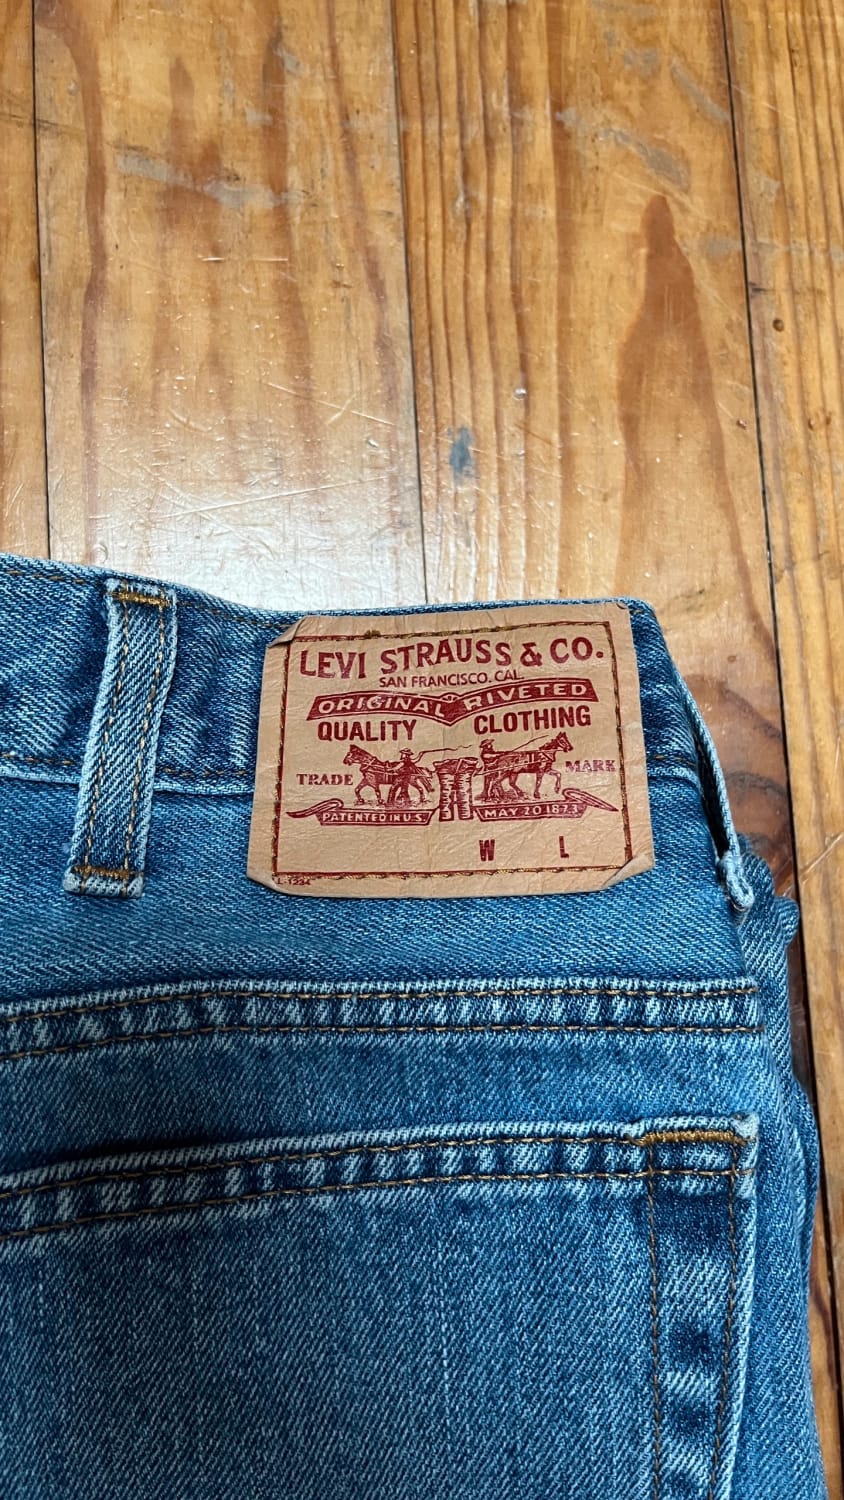 LEVI STRAUSS & CO.
SAN FRANCISCO, CAL.
ORIGINAL RIVETED
QUALITY CLOTHING
TRADE MARK
PATENTED IN U.S. MAY 20 1873
W L